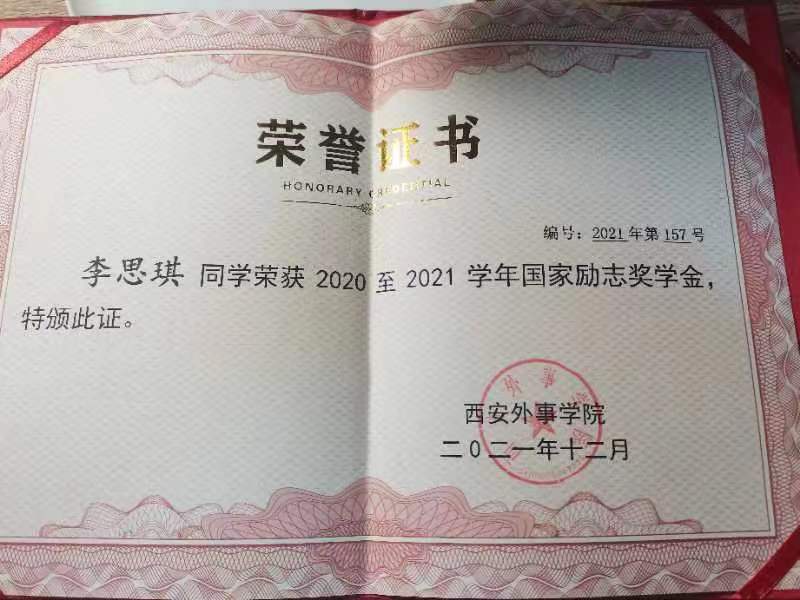 荣誉证书
HONORARY CREDENTIAL
编号：2021年第157号
李思琪 同学荣获 2020 至 2021 学年国家励志奖学金，
特颁此证。
西安外事学院
二〇二一年十二月